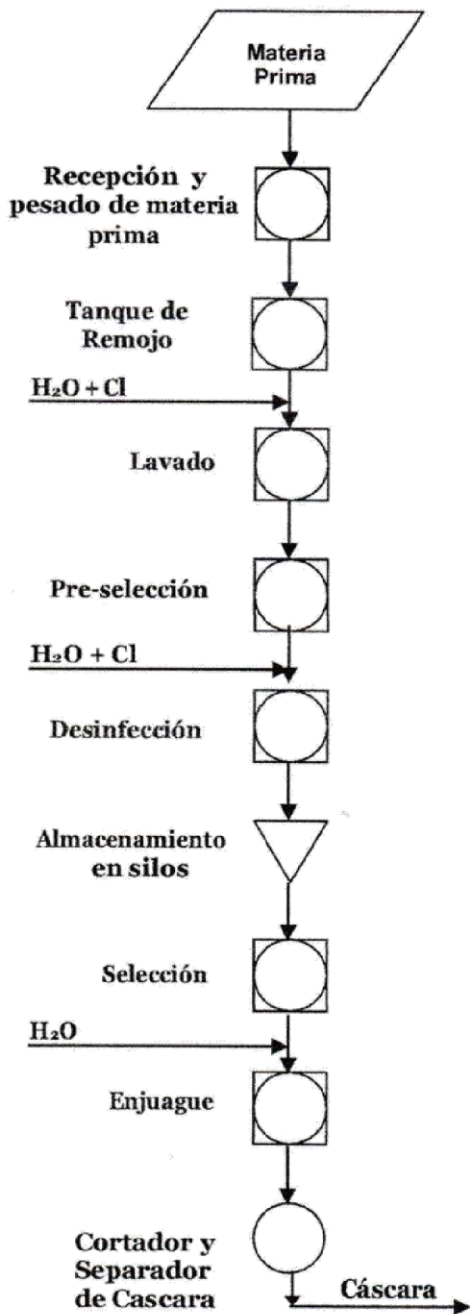 Materia
Prima
Recepción y
pesado de materia
prima
Tanque de
Remojo
H₂O + Cl
Lavado
Pre-selección
H₂O + Cl
Desinfección
Almacenamiento
en silos
Selección
H₂O
Enjuague
Cortador y
Separador
de Cascara
Cáscara